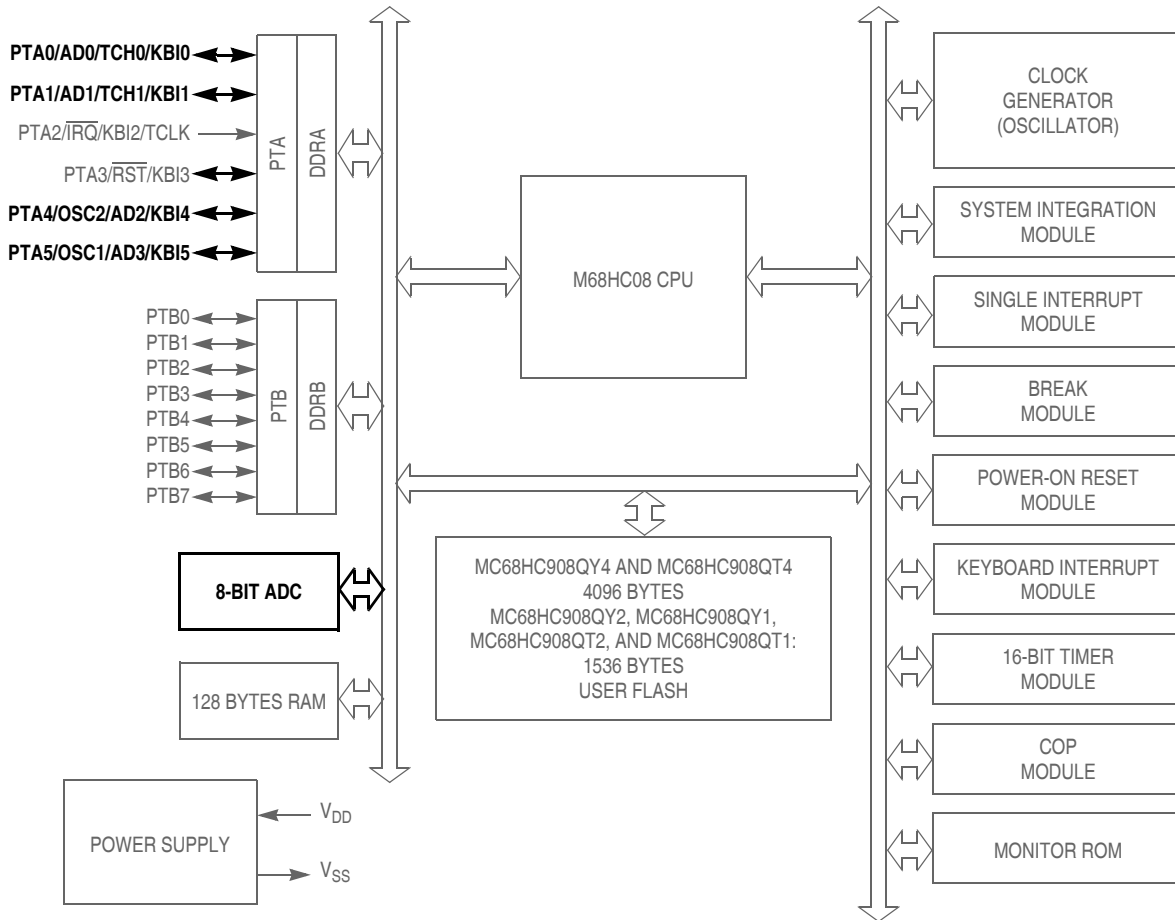 PTA0/AD0/TCH0/KBI0
PTA1/AD1/TCH1/KBI1
PTA2/IRQ/KBI2/TCLK
PTA3/RST/KBI3
PTA4/OSC2/AD2/KBI4
PTA5/OSC1/AD3/KBI5
PTA
DDRA
PTB0
PTB1
PTB2
PTB3
PTB4
PTB5
PTB6
PTB7
PTB
DDRB
8-BIT ADC
128 BYTES RAM
POWER SUPPLY
VDD
VSS
M68HC08 CPU
MC68HC908QY4 AND MC68HC908QT4
4096 BYTES
MC68HC908QY2, MC68HC908QY1,
MC68HC908QT2, AND MC68HC908QT1:
1536 BYTES
USER FLASH
CLOCK
GENERATOR
(OSCILLATOR)
SYSTEM INTEGRATION
MODULE
SINGLE INTERRUPT
MODULE
BREAK
MODULE
POWER-ON RESET
MODULE
KEYBOARD INTERRUPT
MODULE
16-BIT TIMER
MODULE
COP
MODULE
MONITOR ROM